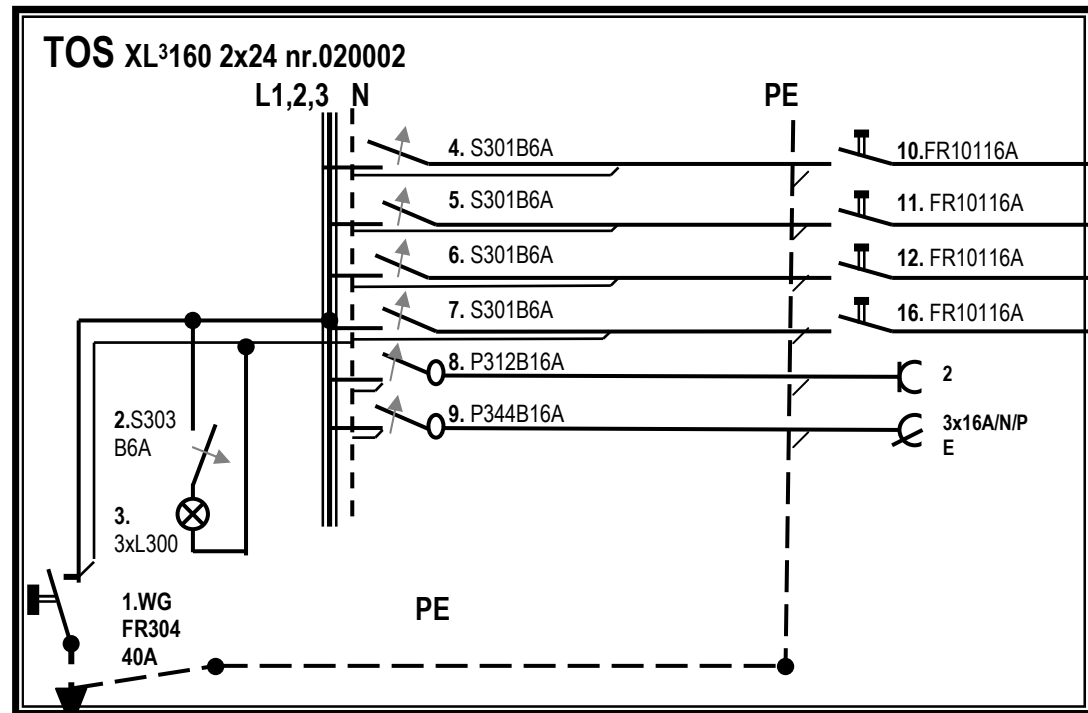 TOS XL³160 2x24 nr.020002
L1,2,3 N PE
4. S301B6A 10.FR10116A
5. S301B6A 11. FR10116A
6. S301B6A 12. FR10116A
7. S301B6A 16. FR10116A
8. P312B16A 2
9. P344B16A 3x16A/N/P
E
2.S303
B6A
3.
3xL300
1.WG
FR304
40A
PE